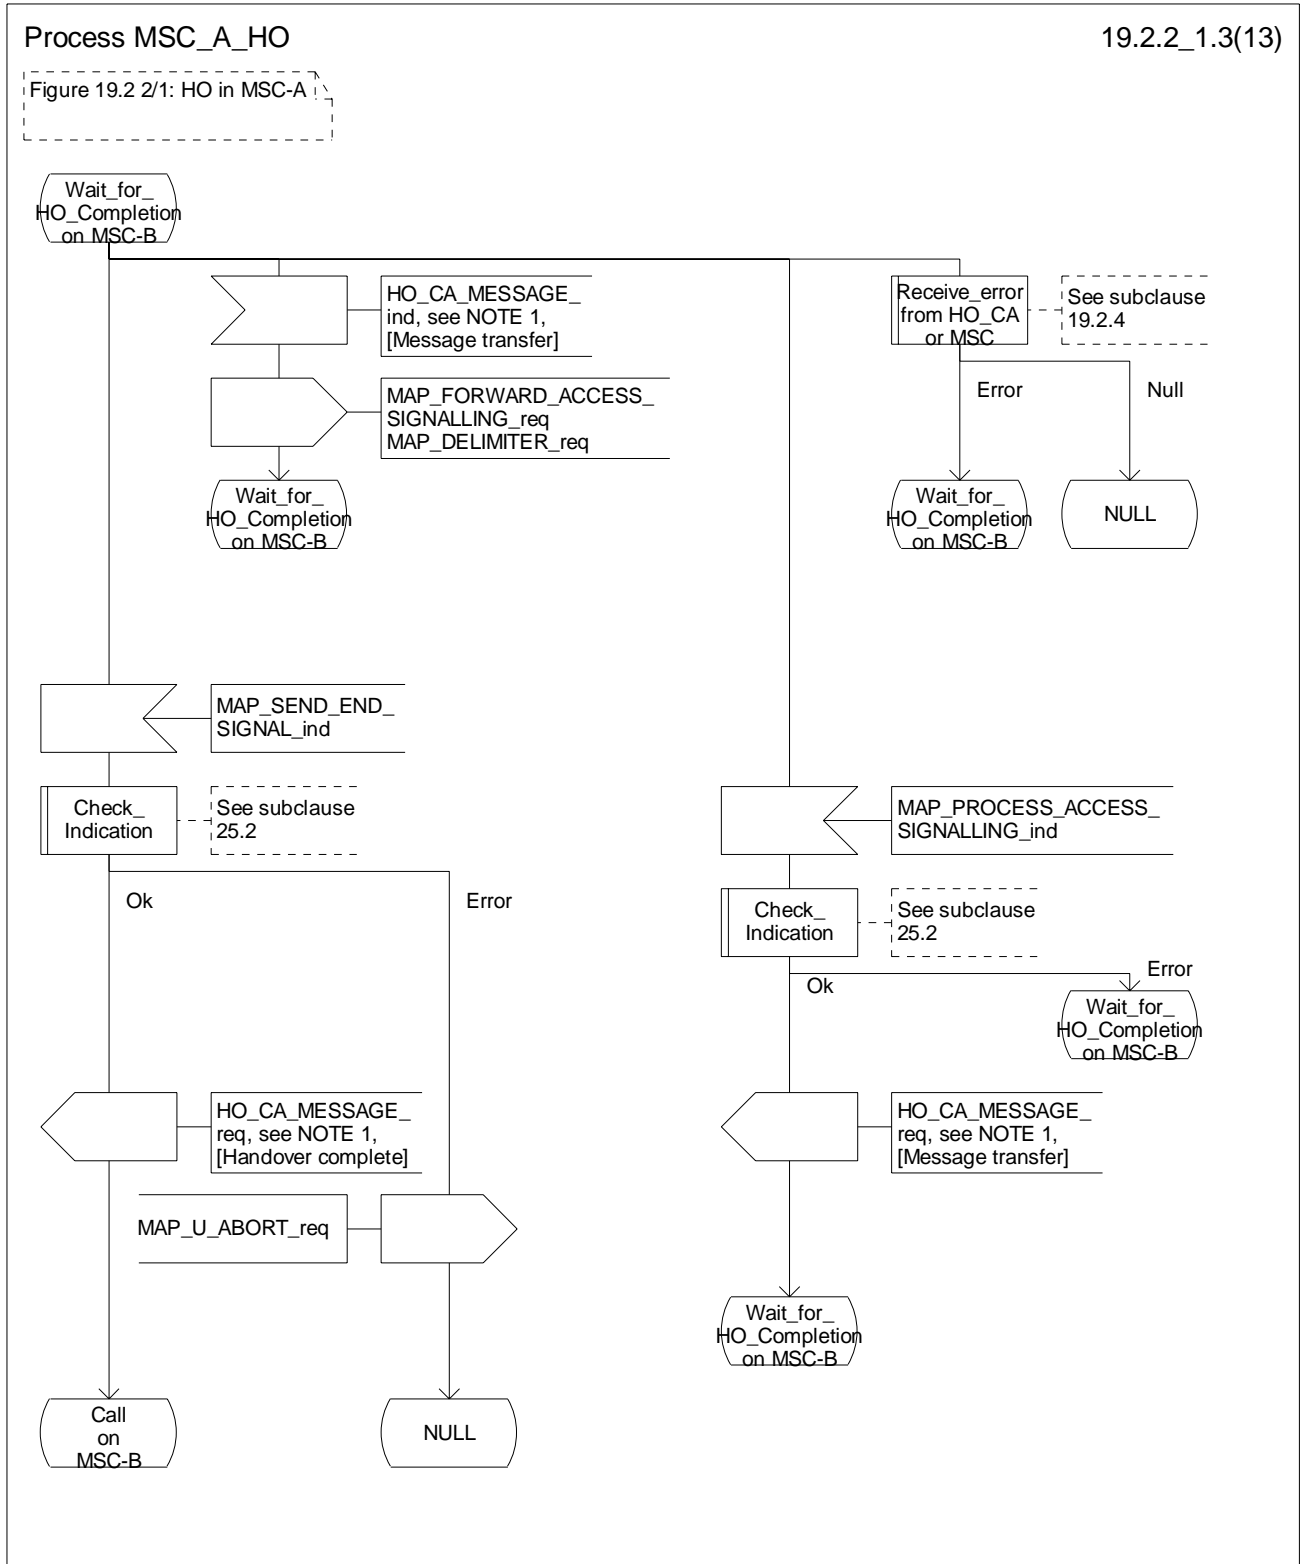 Process MSC_A_HO
19.2.2_1.3(13)
Figure 19.2 2/1: HO in MSC-A
Wait_for_
HO_Completion
on MSC-B
HO_CA_MESSAGE_
ind, see NOTE 1,
[Message transfer]
Receive_error
from HO_CA
or MSC
See subclause
19.2.4
MAP_FORWARD_ACCESS_
SIGNALLING_req
MAP_DELIMITER_req
Error
Null
Wait_for_
HO_Completion
on MSC-B
Wait_for_
HO_Completion
on MSC-B
NULL
MAP_SEND_END_
SIGNAL_ind
Check_
Indication
See subclause
25.2
MAP_PROCESS_ACCESS_
SIGNALLING_ind
Ok
Error
Check_
Indication
See subclause
25.2
Ok
Error
Wait_for_
HO_Completion
on MSC-B
HO_CA_MESSAGE_
req, see NOTE 1,
[Handover complete]
HO_CA_MESSAGE_
req, see NOTE 1,
[Message transfer]
MAP_U_ABORT_req
Wait_for_
HO_Completion
on MSC-B
Call
on
MSC-B
NULL